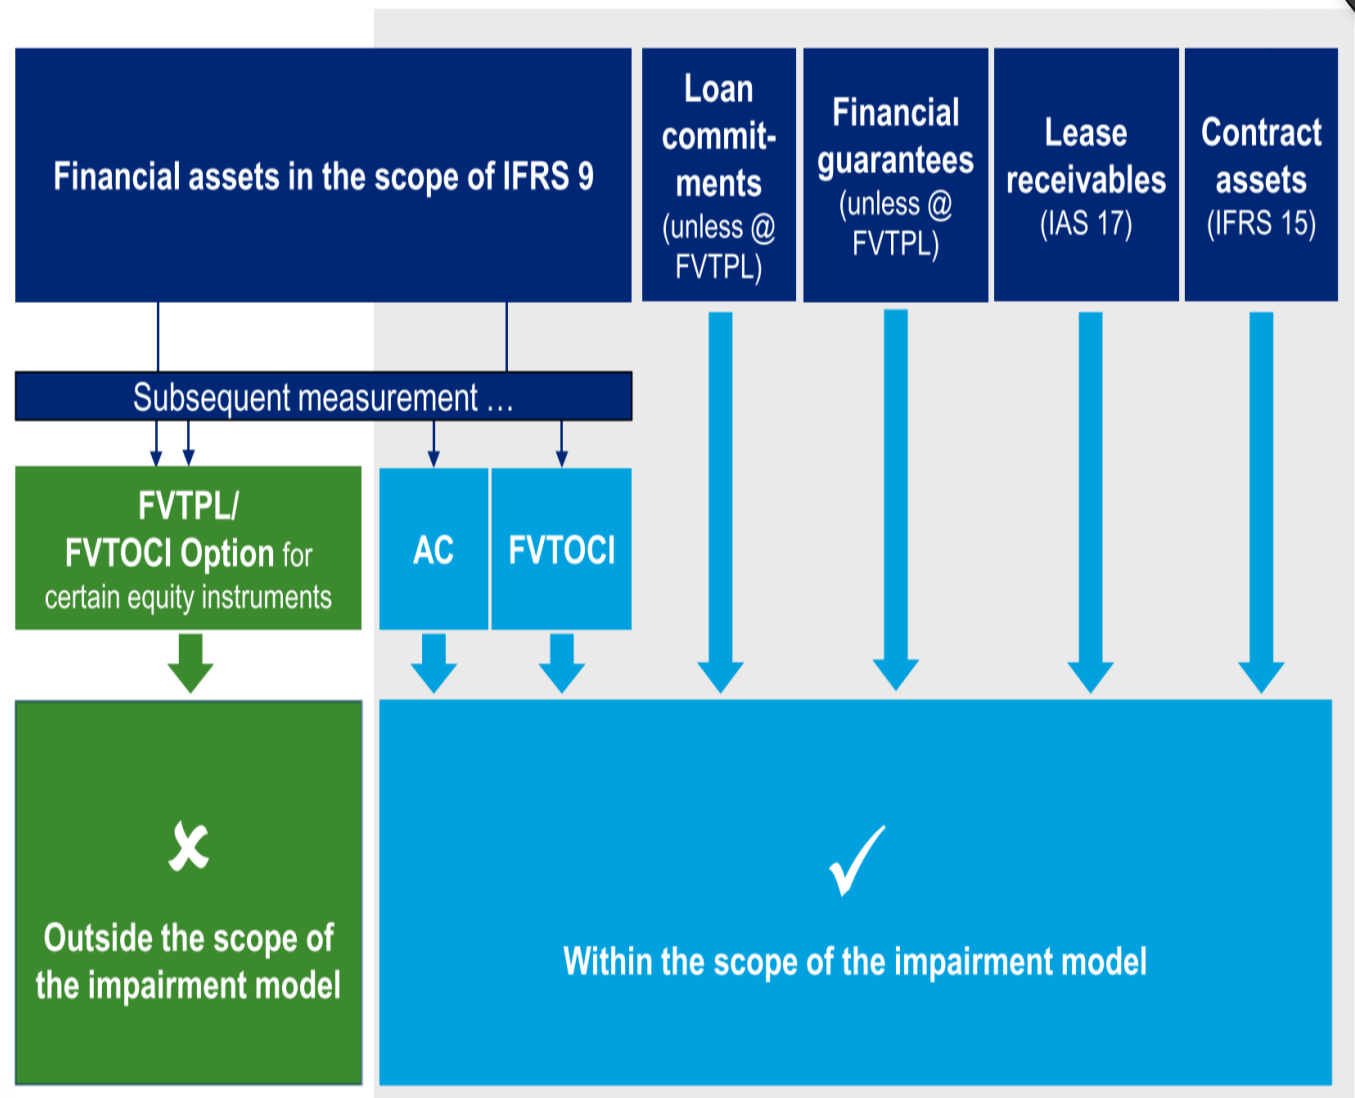 Financial assets in the scope of IFRS 9
Loan
commit-
ments
(unless @
FVTPL)
Financial
guarantees
(unless @
FVTPL)
Lease
receivables
(IAS 17)
Contract
assets
(IFRS 15)
Subsequent measurement …
FVTPL/
FVTOCI Option for
certain equity instruments
AC
FVTOCI
Outside the scope of
the impairment model
Within the scope of the impairment model